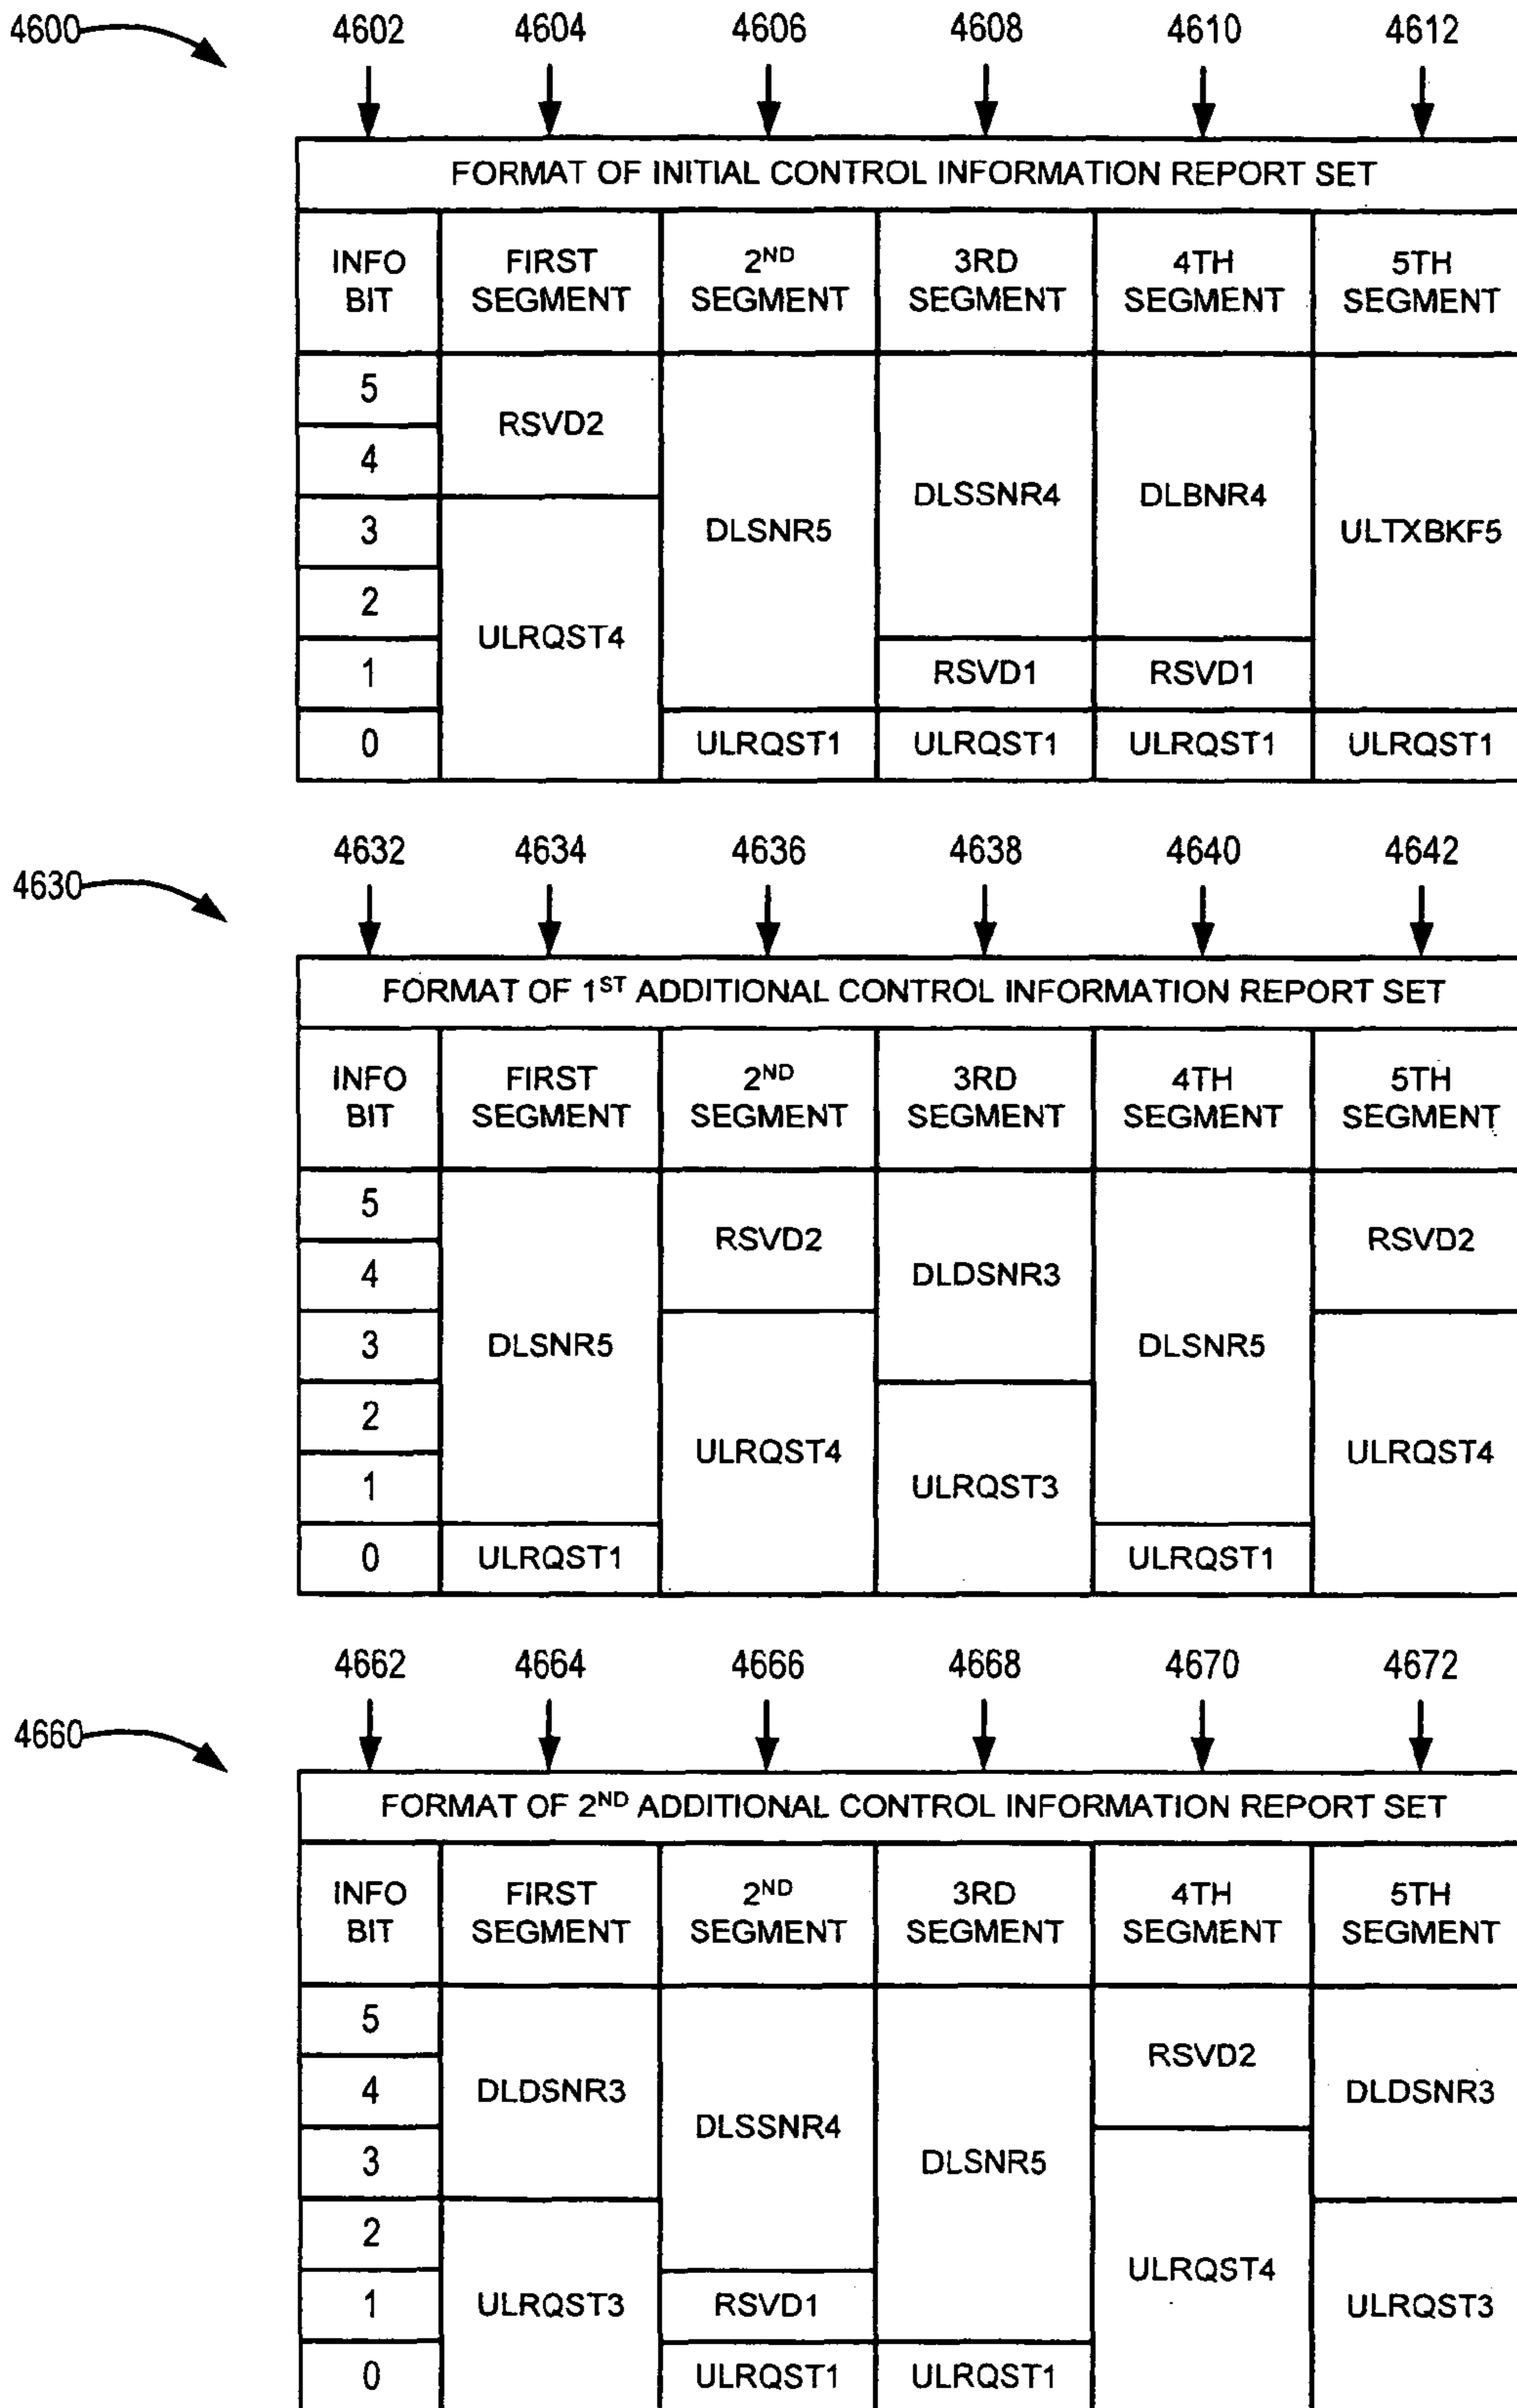 4600 4602 4604 4606 4608 4610 4612
FORMAT OF INITIAL CONTROL INFORMATION REPORT SET
INFO BIT
FIRST SEGMENT
2ND SEGMENT
3RD SEGMENT
4TH SEGMENT
5TH SEGMENT
5
RSVD2
4
DLSSNR4 DLBNR4
3 DLSNR5 ULTXBKF5
2
ULRQST4
1 RSVD1 RSVD1
0 ULRQST1 ULRQST1 ULRQST1 ULRQST1
4630 4632 4634 4636 4638 4640 4642
FORMAT OF 1ST ADDITIONAL CONTROL INFORMATION REPORT SET
INFO BIT
FIRST SEGMENT
2ND SEGMENT
3RD SEGMENT
4TH SEGMENT
5TH SEGMENT
5
RSVD2 RSVD2
4 DLDSNR3
3 DLSNR5 DLSNR5
2
ULRQST4 ULRQST4
1 ULRQST3
0 ULRQST1 ULRQST1
4660 4662 4664 4666 4668 4670 4672
FORMAT OF 2ND ADDITIONAL CONTROL INFORMATION REPORT SET
INFO BIT
FIRST SEGMENT
2ND SEGMENT
3RD SEGMENT
4TH SEGMENT
5TH SEGMENT
5
RSVD2
4 DLDSNR3 DLDSNR3
DLSSNR4
3 DLSNR5
2
ULRQST4
1 ULRQST3 RSVD1 ULRQST3
0 ULRQST1 ULRQST1